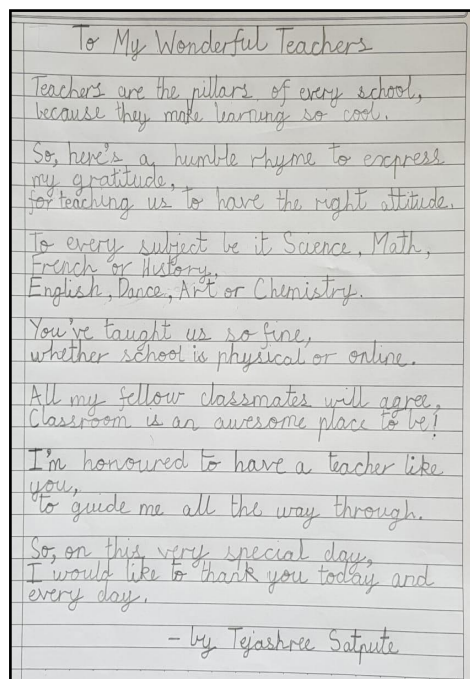 To My Wonderful Teachers
Teachers are the pillars of every school,
because they make learning so cool.
So, here's a humble rhyme to express
my gratitude,
for teaching us to have the right attitude.
To every subject be it Science, Math,
French or History,
English, Dance, Art or Chemistry.
You've taught us so fine,
whether school is physical or online.
All my fellow classmates will agree,
Classroom is an awesome place to be!
I'm honoured to have a teacher like
you,
to guide me all the way through.
So, on this very special day,
I would like to thank you today and
every day.
- by Tejashree Satpute